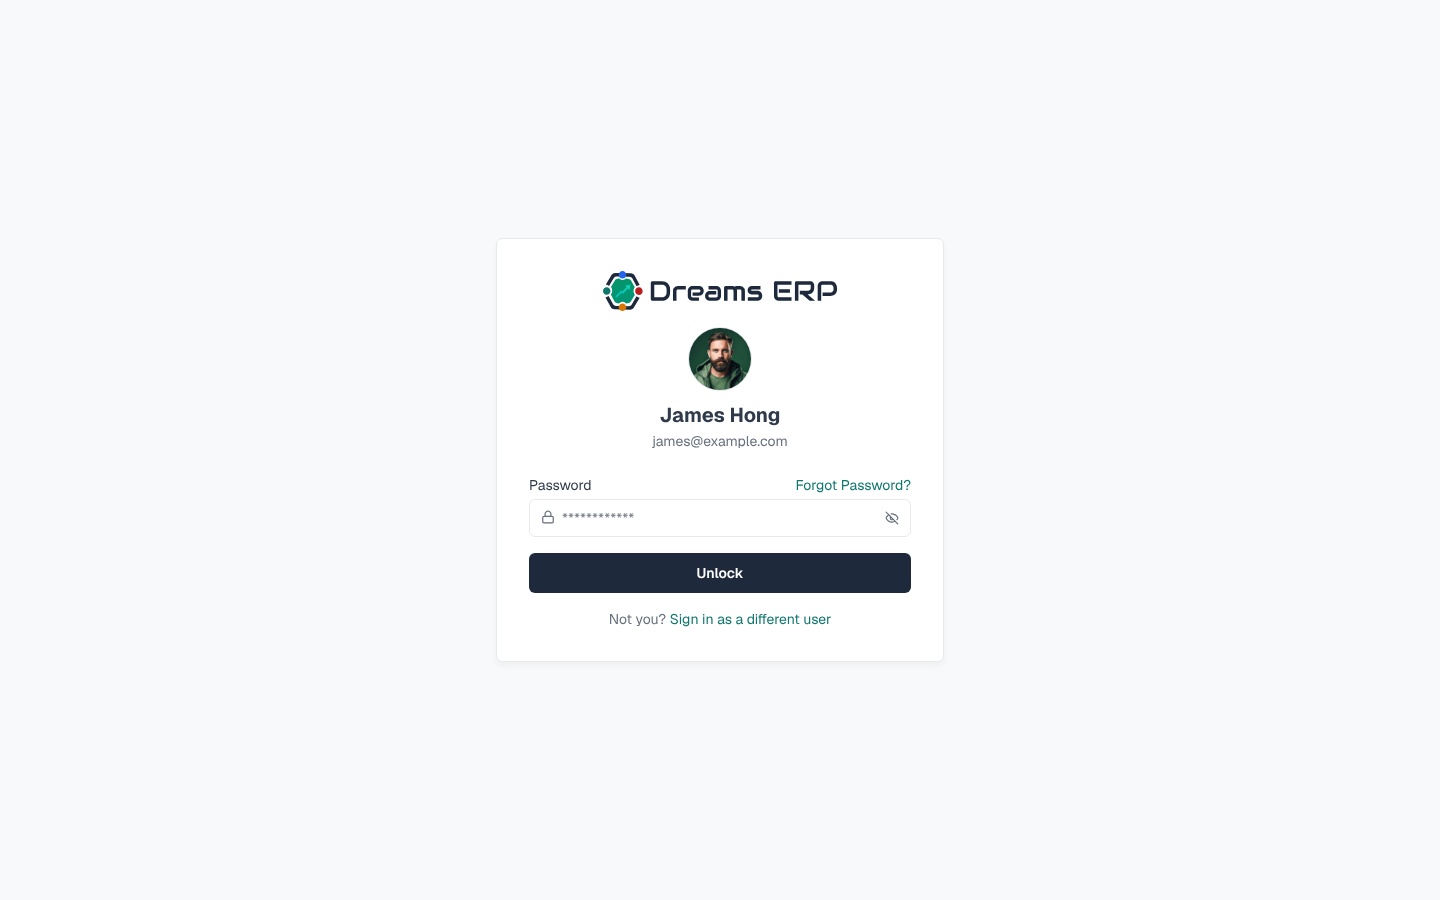 Dreams ERP
James Hong
james@example.com
Password
Forgot Password?
************
Unlock
Not you? Sign in as a different user